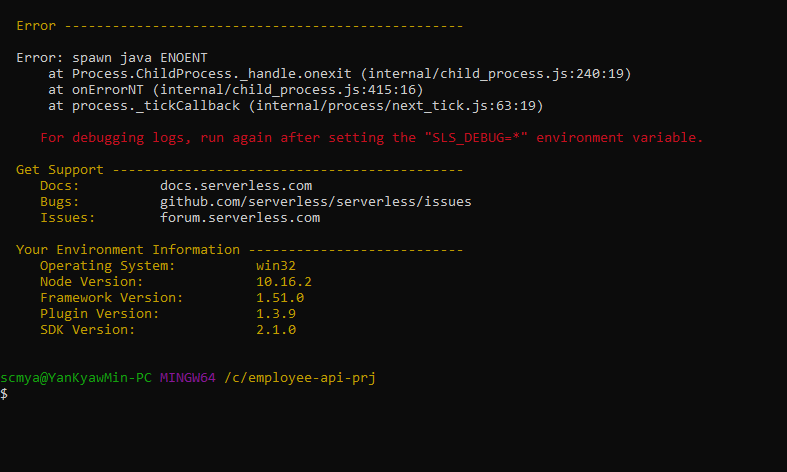 Error --------------------------------------------------
Error: spawn java ENOENT
at Process.ChildProcess._handle.onexit (internal/child_process.js:240:19)
at onErrorNT (internal/child_process.js:415:16)
at process._tickCallback (internal/process/next_tick.js:63:19)
For debugging logs, run again after setting the "SLS_DEBUG=*" environment variable.
Get Support --------------------------------------------
Docs: docs.serverless.com
Bugs: github.com/serverless/serverless/issues
Issues: forum.serverless.com
Your Environment Information ---------------------------
Operating System: win32
Node Version: 10.16.2
Framework Version: 1.51.0
Plugin Version: 1.3.9
SDK Version: 2.1.0
scmya@YanKyawMin-PC MINGW64 /c/employee-api-prj
$